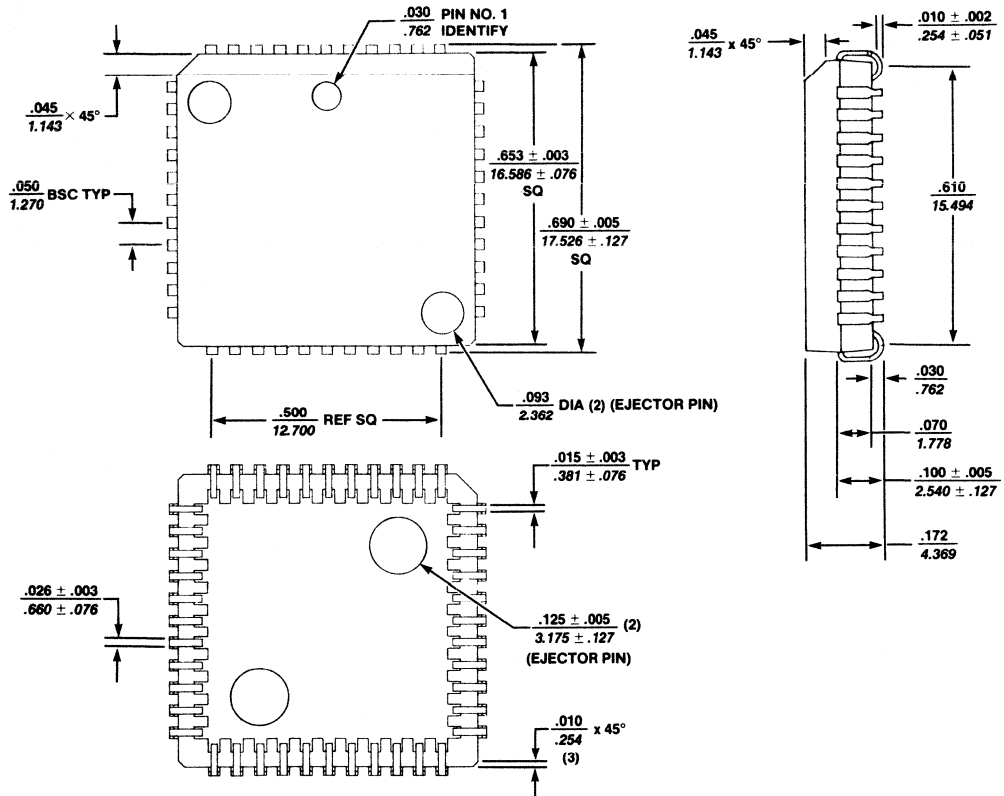 .030 PIN NO. 1
.762 IDENTIFY
.045
1.143 × 45°
.050
1.270 BSC TYP
.653 ± .003
16.586 ± .076
SQ
.690 ± .005
17.526 ± .127
SQ
.093
2.362 DIA (2) (EJECTOR PIN)
.500
12.700 REF SQ
.045
1.143 x 45°
.010 ± .002
.254 ± .051
.610
15.494
.030
.762
.070
1.778
.100 ± .005
2.540 ± .127
.172
4.369
.015 ± .003
.381 ± .076 TYP
.026 ± .003
.660 ± .076
.125 ± .005
3.175 ± .127 (2)
(EJECTOR PIN)
.010
.254 x 45°
(3)